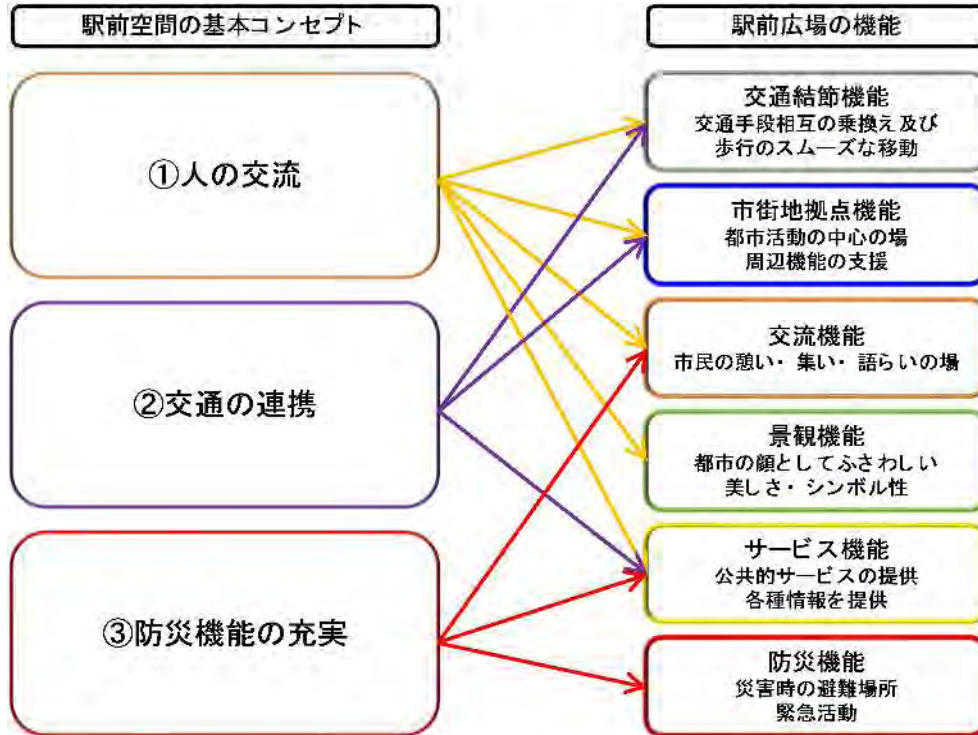 駅前空間の基本コンセプト
①人の交流
②交通の連携
③防災機能の充実
駅前広場の機能
交通結節機能
交通手段相互の乗換え及び
歩行のスムーズな移動
市街地拠点機能
都市活動の中心の場
周辺機能の支援
交流機能
市民の憩い・集い・語らいの場
景観機能
都市の顔としてふさわしい
美しさ・シンボル性
サービス機能
公共的サービスの提供
各種情報を提供
防災機能
災害時の避難場所
緊急活動